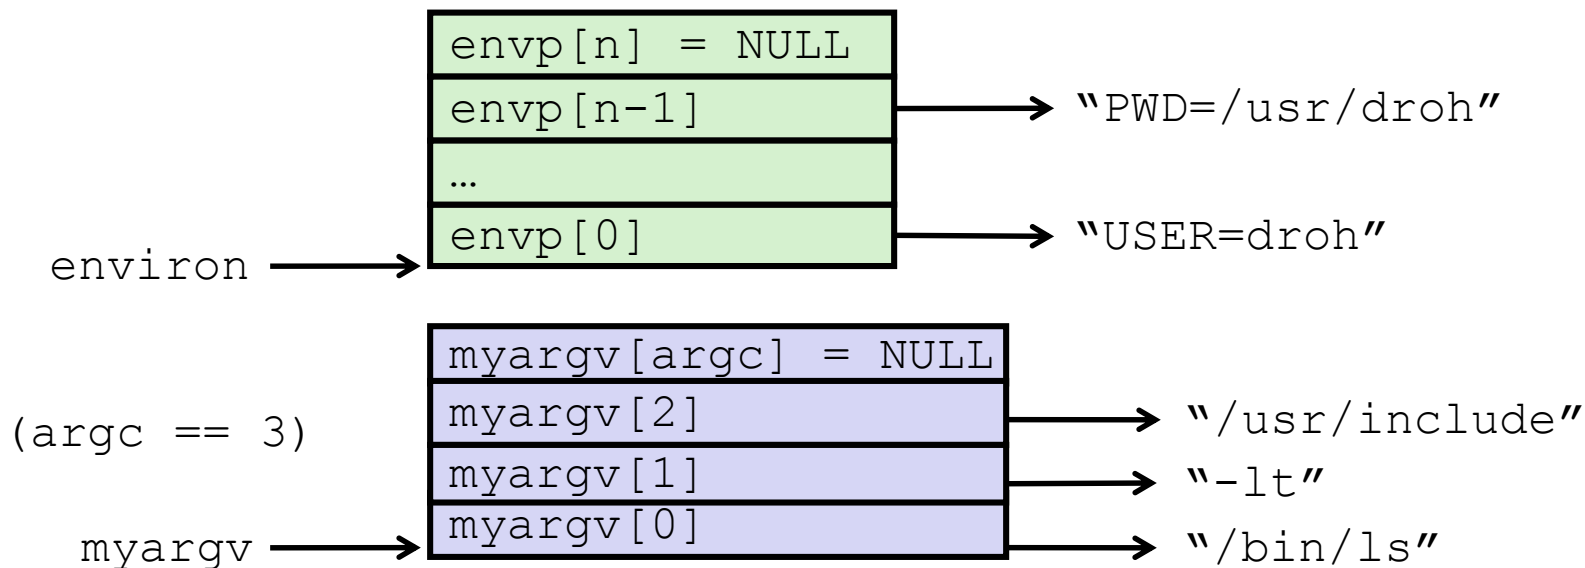 envp[n] = NULL
envp[n-1]
“PWD=/usr/droh”
…
envp[0]
“USER=droh”
environ
myargv[argc] = NULL
myargv[2]
“/usr/include”
(argc == 3)
myargv[1]
“-lt”
myargv[0]
“/bin/ls”
myargv